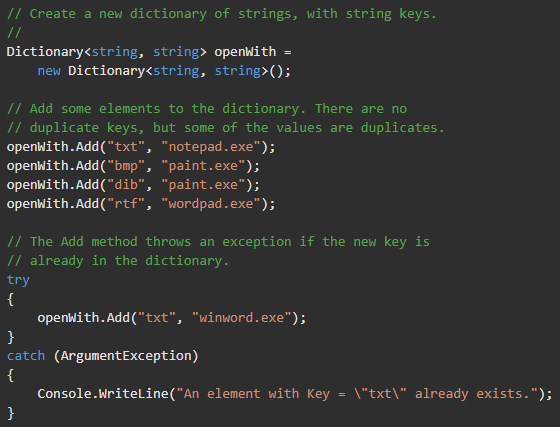 // Create a new dictionary of strings, with string keys.
//
Dictionary<string, string> openWith =
    new Dictionary<string, string>();

// Add some elements to the dictionary. There are no
// duplicate keys, but some of the values are duplicates.
openWith.Add("txt", "notepad.exe");
openWith.Add("bmp", "paint.exe");
openWith.Add("dib", "paint.exe");
openWith.Add("rtf", "wordpad.exe");

// The Add method throws an exception if the new key is
// already in the dictionary.
try
{
    openWith.Add("txt", "winword.exe");
}
catch (ArgumentException)
{
    Console.WriteLine("An element with Key = \"txt\" already exists.");
}